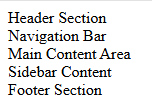 Header Section
Navigation Bar
Main Content Area
Sidebar Content
Footer Section